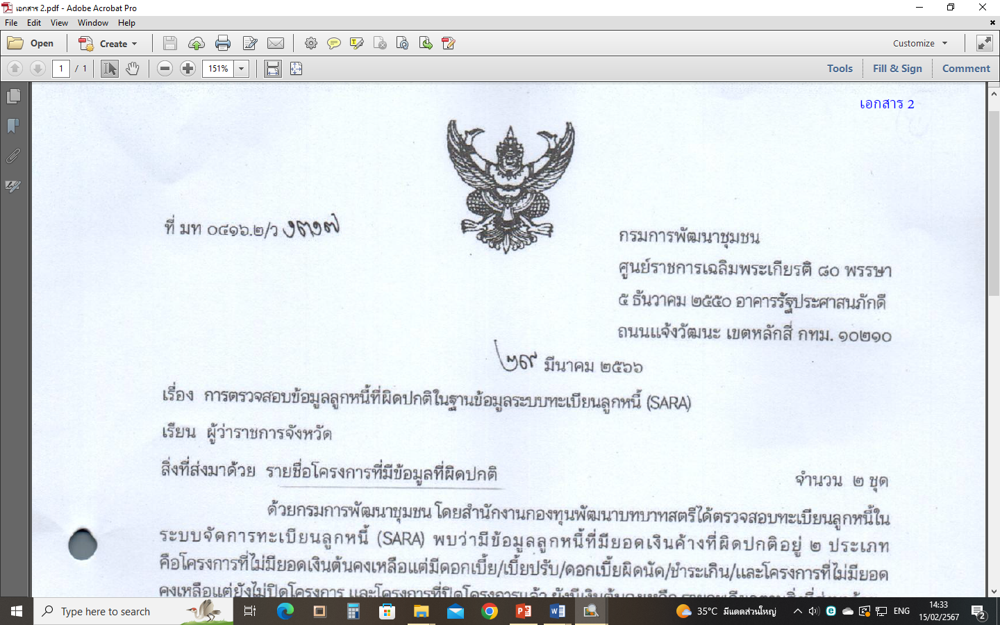 เอกสาร 2.pdf - Adobe Acrobat Pro
File Edit View Window Help
Open Create Customize
1 / 1 151% Tools Fill & Sign Comment
เอกสาร 2
ที่ มท ๐๔๑๖.๒/ว
กรมการพัฒนาชุมชน
ศูนย์ราชการเฉลิมพระเกียรติ ๘๐ พรรษา
๕ ธันวาคม ๒๕๕๐ อาคารรัฐประศาสนภักดี
ถนนแจ้งวัฒนะ เขตหลักสี่ กทม. ๑๐๒๑๐
๒๙ มีนาคม ๒๕๖๖
เรื่อง การตรวจสอบข้อมูลลูกหนี้ที่ผิดปกติในฐานข้อมูลระบบทะเบียนลูกหนี้ (SARA)
เรียน ผู้ว่าราชการจังหวัด
สิ่งที่ส่งมาด้วย รายชื่อโครงการที่มีข้อมูลที่ผิดปกติ จำนวน ๒ ชุด
ด้วยกรมการพัฒนาชุมชน โดยสำนักงานกองทุนพัฒนาบทบาทสตรีได้ตรวจสอบทะเบียนลูกหนี้ใน
ระบบจัดการทะเบียนลูกหนี้ (SARA) พบว่ามีข้อมูลลูกหนี้ที่มียอดเงินค้างที่ผิดปกติอยู่ ๒ ประเภท
คือโครงการที่ไม่มียอดเงินต้นคงเหลือแต่มีดอกเบี้ย/เบี้ยปรับ/ดอกเบี้ยผิดนัด/ชำระเกิน/และโครงการที่ไม่มียอด
คงเหลือแต่ยังไม่ปิดโครงการ และโครงการที่ปิดโครงการแล้ว ยังมีเงินต้นคงเหลือ
Type here to search 35°C มีแดดส่วนใหญ่ ENG 14:33
15/02/2567 2